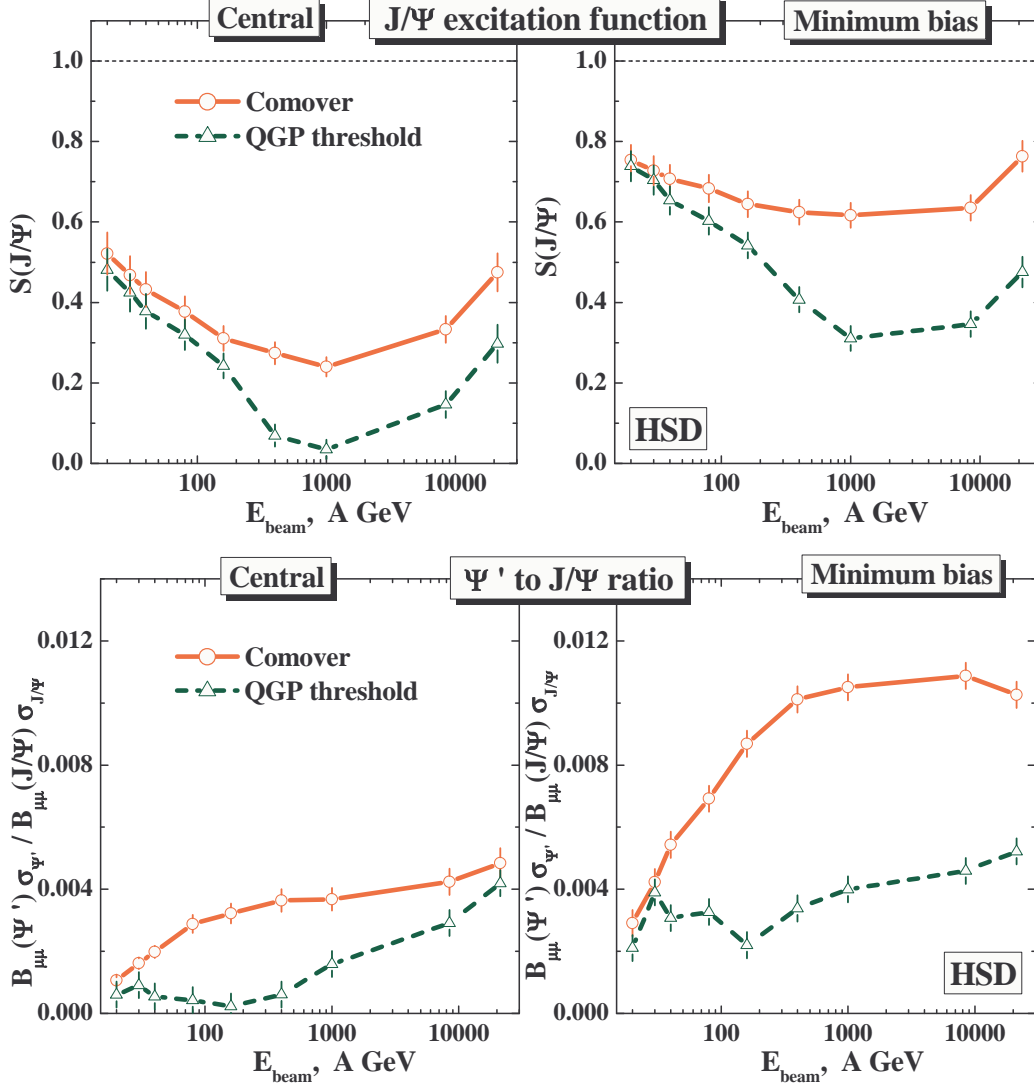 Central
J/Ψ excitation function
Minimum bias
1.0
0.8
0.6
0.4
0.2
0.0
S(J/Ψ)
Comover
QGP threshold
100
1000
10000
E_beam, A GeV
1.0
0.8
0.6
0.4
0.2
0.0
S(J/Ψ)
HSD
100
1000
10000
E_beam, A GeV
Central
Ψ ' to J/Ψ ratio
Minimum bias
0.012
0.008
0.004
0.000
B_μμ(Ψ ') σ_Ψ' / B_μμ(J/Ψ) σ_J/Ψ
Comover
QGP threshold
100
1000
10000
E_beam, A GeV
0.012
0.008
0.004
0.000
B_μμ(Ψ ') σ_Ψ' / B_μμ(J/Ψ) σ_J/Ψ
HSD
100
1000
10000
E_beam, A GeV